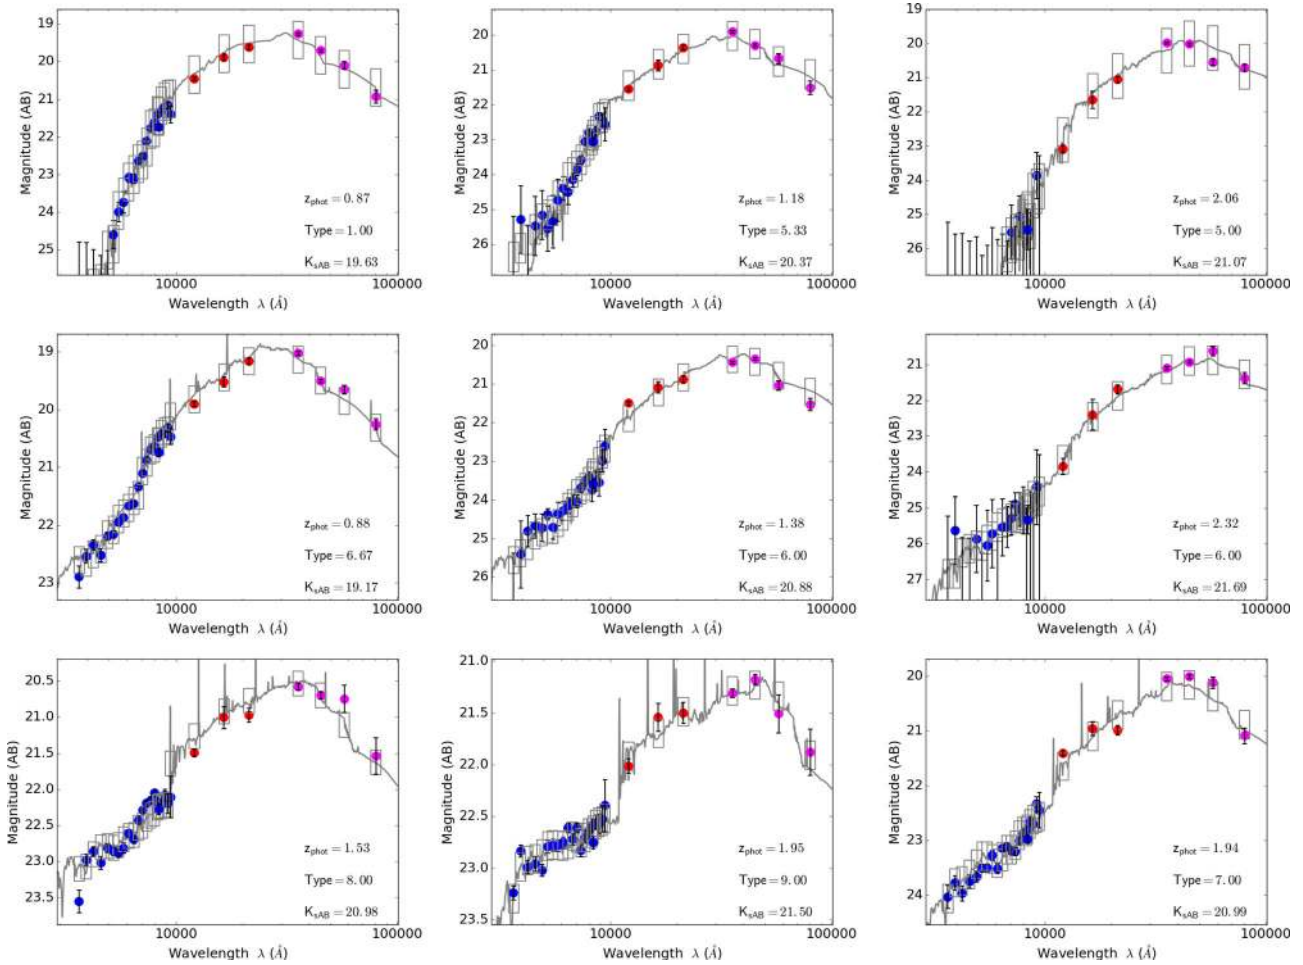 19
20
21
22
23
24
25
Magnitude (AB)
z_phot = 0.87
Type = 1.00
K_sAB = 19.63
10000
100000
Wavelength λ (Å)
20
21
22
23
24
25
26
Magnitude (AB)
z_phot = 1.18
Type = 5.33
K_sAB = 20.37
10000
100000
Wavelength λ (Å)
19
20
21
22
23
24
25
26
Magnitude (AB)
z_phot = 2.06
Type = 5.00
K_sAB = 21.07
10000
100000
Wavelength λ (Å)
19
20
21
22
23
Magnitude (AB)
z_phot = 0.88
Type = 6.67
K_sAB = 19.17
10000
100000
Wavelength λ (Å)
20
21
22
23
24
25
26
Magnitude (AB)
z_phot = 1.38
Type = 6.00
K_sAB = 20.88
10000
100000
Wavelength λ (Å)
21
22
23
24
25
26
27
Magnitude (AB)
z_phot = 2.32
Type = 6.00
K_sAB = 21.69
10000
100000
Wavelength λ (Å)
20.5
21.0
21.5
22.0
22.5
23.0
23.5
Magnitude (AB)
z_phot = 1.53
Type = 8.00
K_sAB = 20.98
10000
100000
Wavelength λ (Å)
21.0
21.5
22.0
22.5
23.0
23.5
Magnitude (AB)
z_phot = 1.95
Type = 9.00
K_sAB = 21.50
10000
100000
Wavelength λ (Å)
20
21
22
23
24
Magnitude (AB)
z_phot = 1.94
Type = 7.00
K_sAB = 20.99
10000
100000
Wavelength λ (Å)